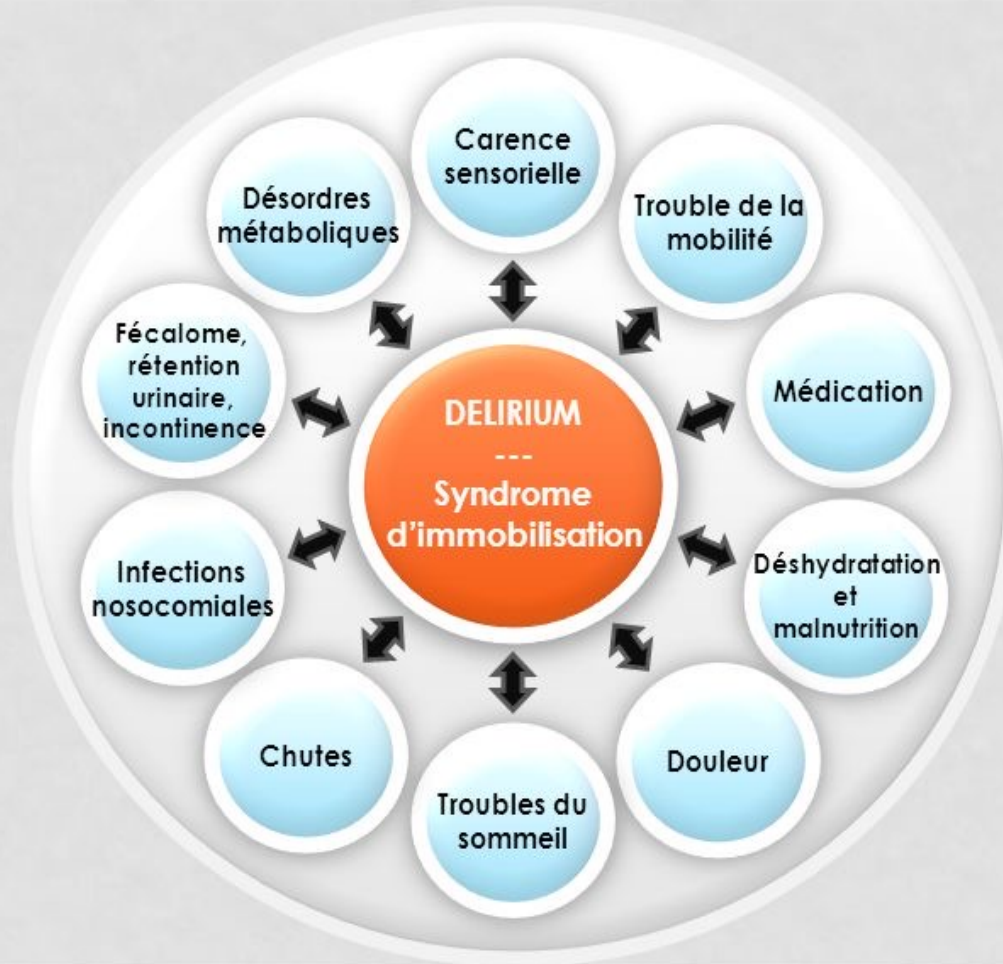 Carence
sensorielle
Trouble de la
mobilité
Médication
Déshydratation
et
malnutrition
Douleur
Troubles du
sommeil
Chutes
Infections
nosocomiales
Fécalome,
rétention
urinaire,
incontinence
Désordres
métaboliques
DELIRIUM
---
Syndrome
d'immobilisation